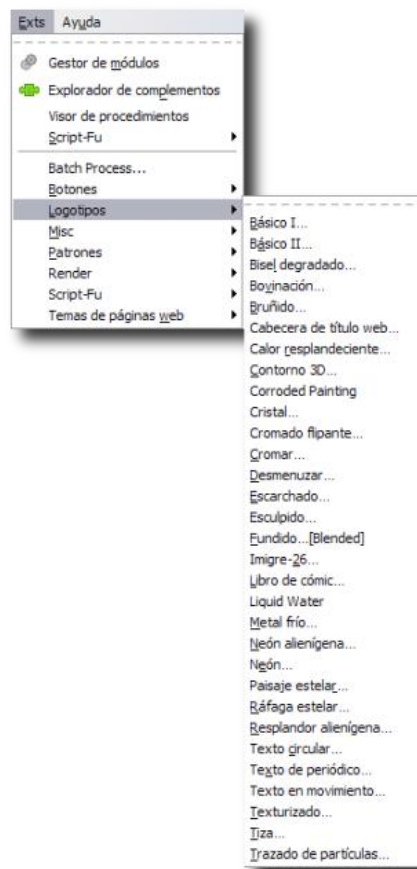 Exts Ayuda
Gestor de módulos
Explorador de complementos
Visor de procedimientos
Script-Fu
Batch Process...
Botones
Logotipos
Misc
Patrones
Render
Script-Fu
Temas de páginas web
Básico I...
Básico II...
Bisel degradado...
Bovinación...
Bruñido...
Cabecera de título web...
Calor resplandeciente...
Contorno 3D...
Corroded Painting
Cristal...
Cromado flipante...
Cromar...
Desmenuzar...
Escarchado...
Esculpido...
Fundido...[Blended]
Imigre-26...
Libro de cómic...
Liquid Water
Metal frío...
Neón alienígena...
Neón...
Paisaje estelar...
Ráfaga estelar...
Resplandor alienígena...
Texto circular...
Texto de periódico...
Texto en movimiento...
Texturizado...
Tiza...
Trazado de partículas...